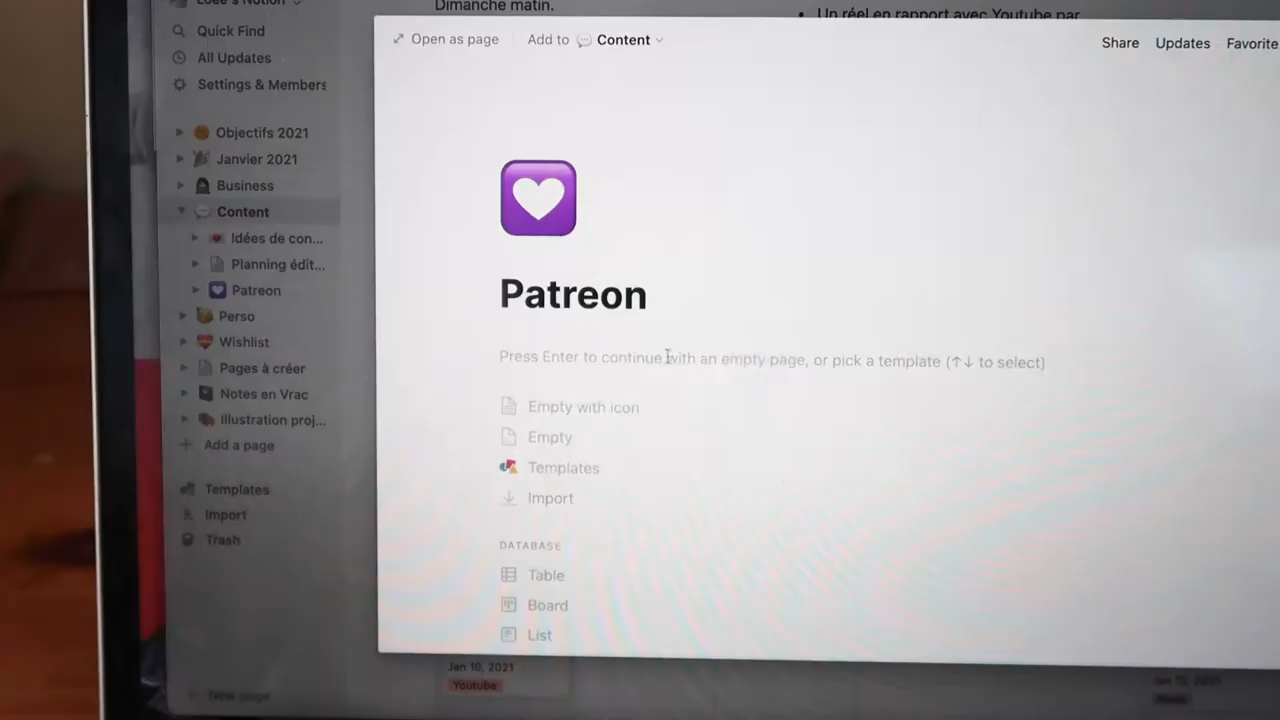 Notion
Dimanche matin.
• Un réel en rapport avec Youtube par
Quick Find
All Updates
Settings & Members
Objectifs 2021
Janvier 2021
Business
Content
Idées de con...
Planning édit...
Patreon
Perso
Wishlist
Pages à créer
Notes en Vrac
Illustration proj...
Add a page
Templates
Import
Trash
New page
Open as page
Add to 💬 Content
Share
Updates
Favorite
Patreon
Press Enter to continue with an empty page, or pick a template (↑↓ to select)
Empty with icon
Empty
Templates
Import
DATABASE
Table
Board
List
Jan 10, 2021
Youtube